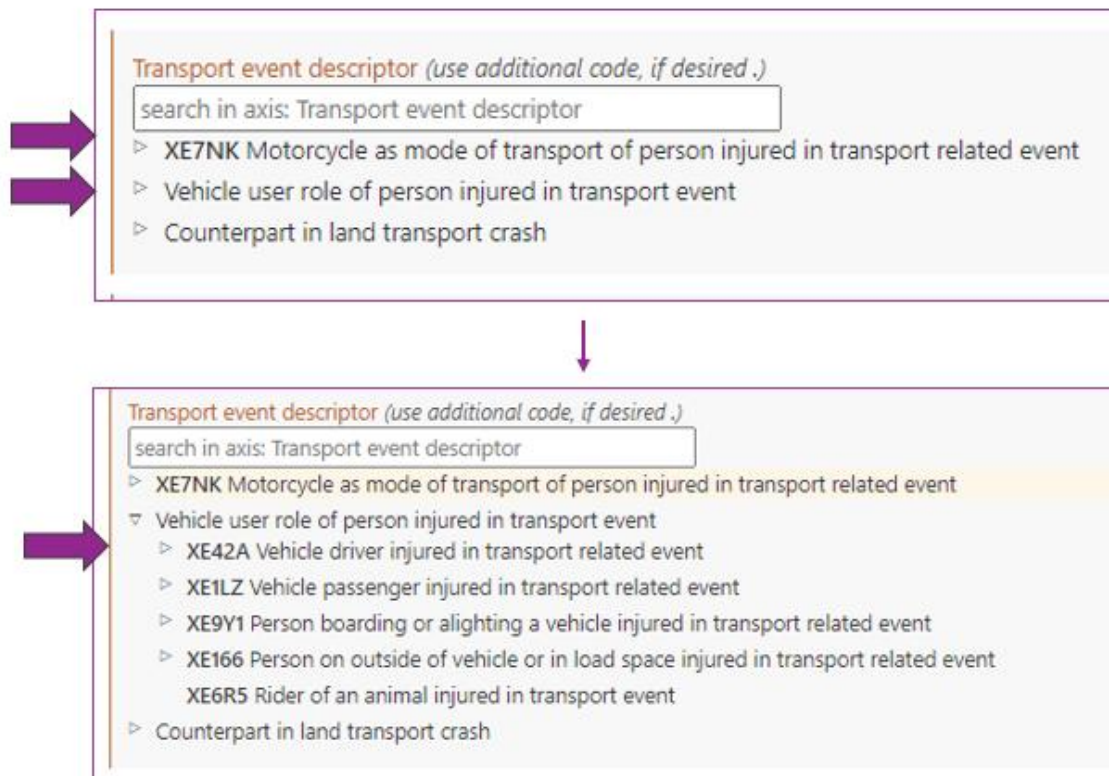 Transport event descriptor (use additional code, if desired .)
search in axis: Transport event descriptor
XE7NK Motorcycle as mode of transport of person injured in transport related event
Vehicle user role of person injured in transport event
Counterpart in land transport crash
Transport event descriptor (use additional code, if desired .)
search in axis: Transport event descriptor
XE7NK Motorcycle as mode of transport of person injured in transport related event
Vehicle user role of person injured in transport event
XE42A Vehicle driver injured in transport related event
XE1LZ Vehicle passenger injured in transport related event
XE9Y1 Person boarding or alighting a vehicle injured in transport related event
XE166 Person on outside of vehicle or in load space injured in transport related event
XE6R5 Rider of an animal injured in transport event
Counterpart in land transport crash